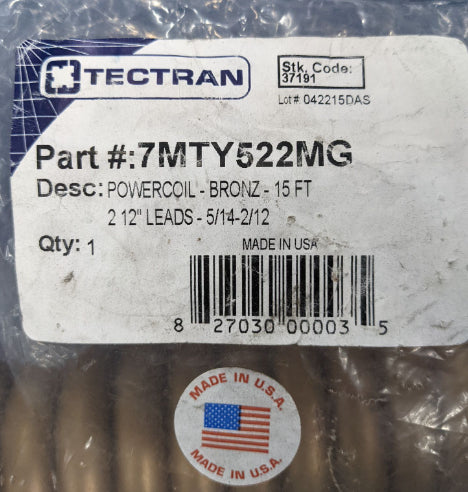 TECTRAN
Stk. Code:
37191
Lot# 042215DAS
Part #:7MTY522MG
Desc: POWERCOIL - BRONZ - 15 FT
2 12" LEADS - 5/14-2/12
Qty: 1
MADE IN USA
8 27030 00003 5
MADE IN U.S.A.
MADE IN U.S.A.